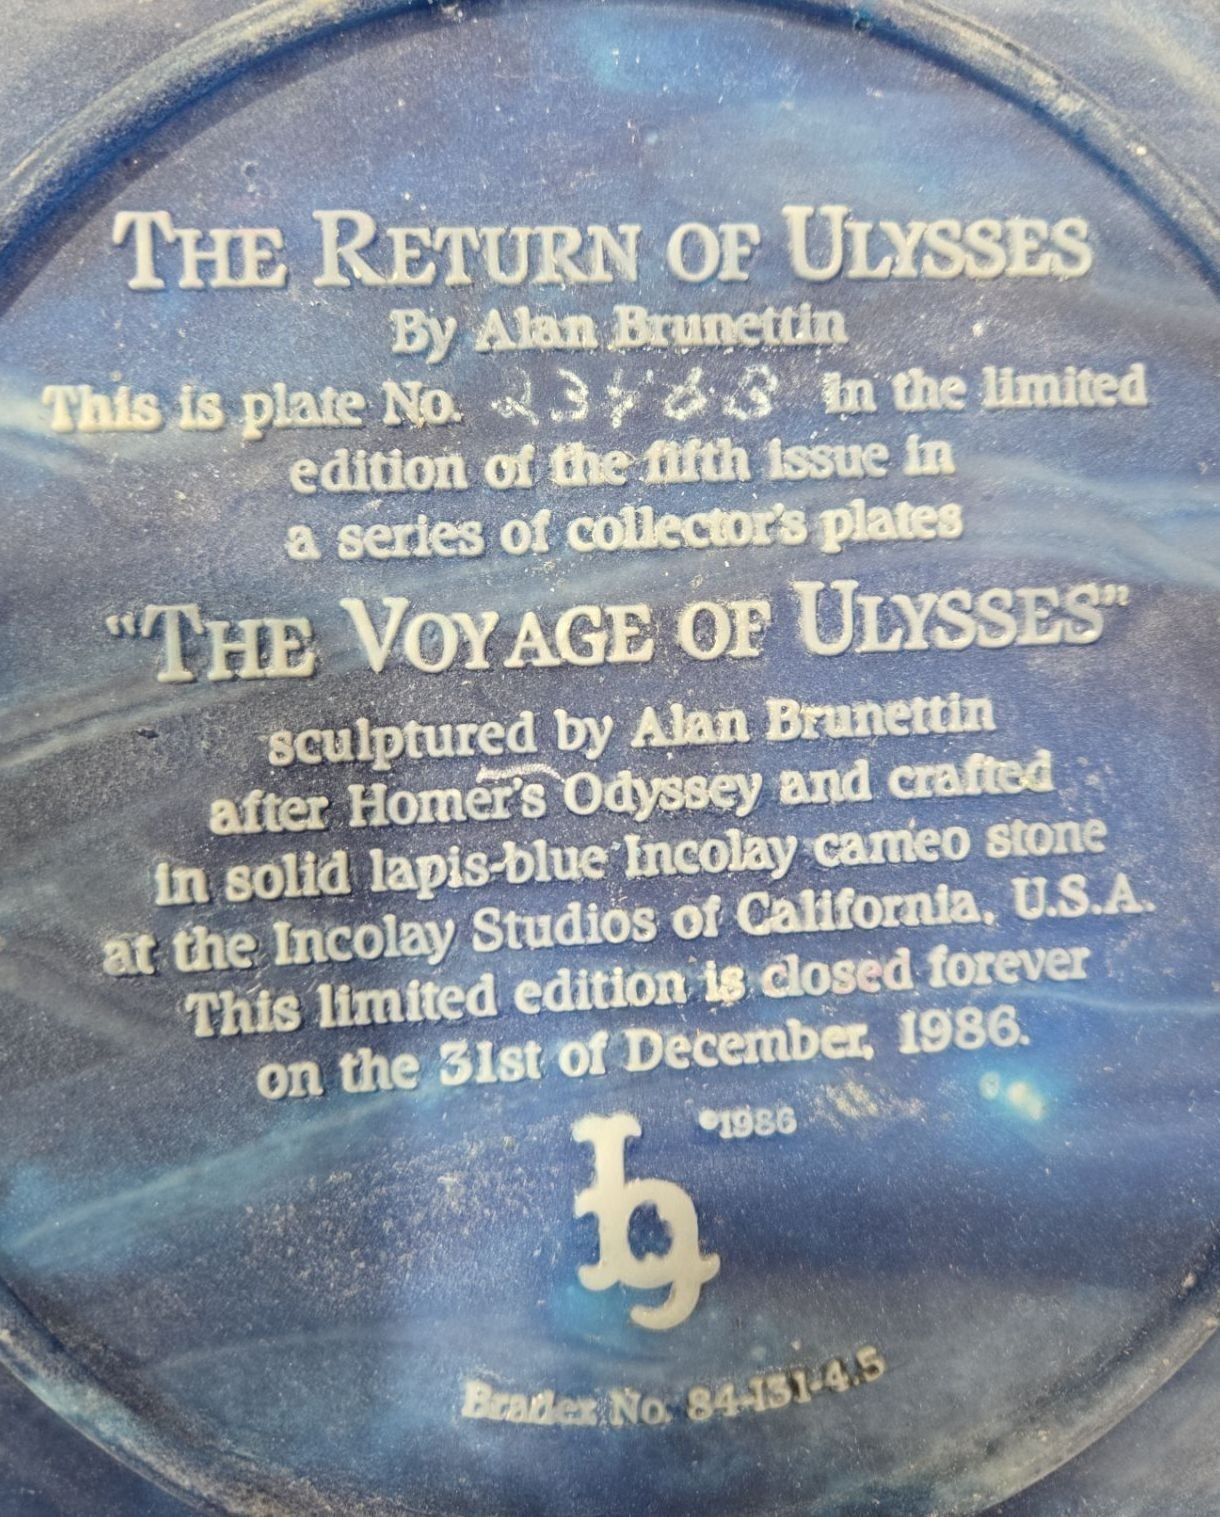 THE RETURN OF ULYSSES
By Alan Brunettin
This is plate No. in the limited
edition of the fifth issue in
a series of collector's plates
"THE VOYAGE OF ULYSSES"
sculptured by Alan Brunettin
after Homer's Odyssey and crafted
in solid lapis-blue Incolay cameo stone
at the Incolay Studios of California, U.S.A.
This limited edition is closed forever
on the 31st of December, 1986.
©1986
Bradex No. 84-I31-4.5